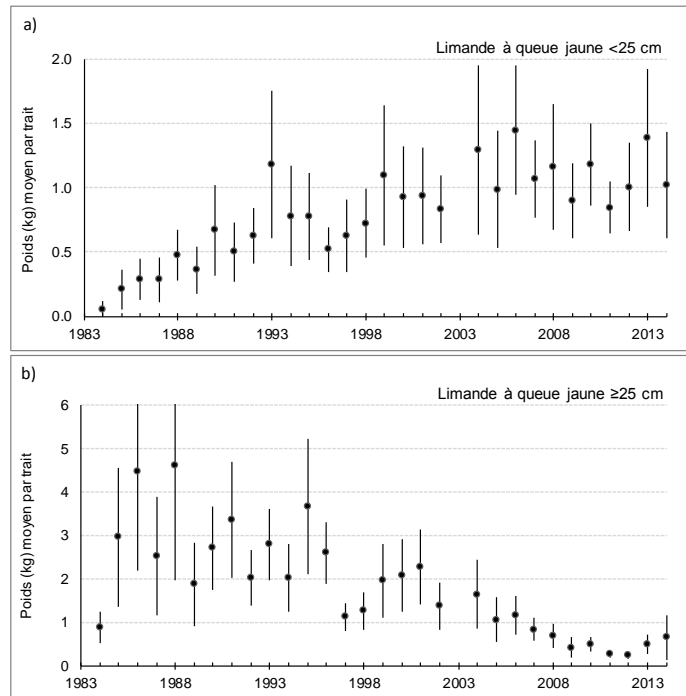 a)
Limande à queue jaune <25 cm
Poids (kg) moyen par trait
2.0
1.5
1.0
0.5
0.0
1983 1988 1993 1998 2003 2008 2013
b)
Limande à queue jaune ≥25 cm
Poids (kg) moyen par trait
6
5
4
3
2
1
0
1983 1988 1993 1998 2003 2008 2013